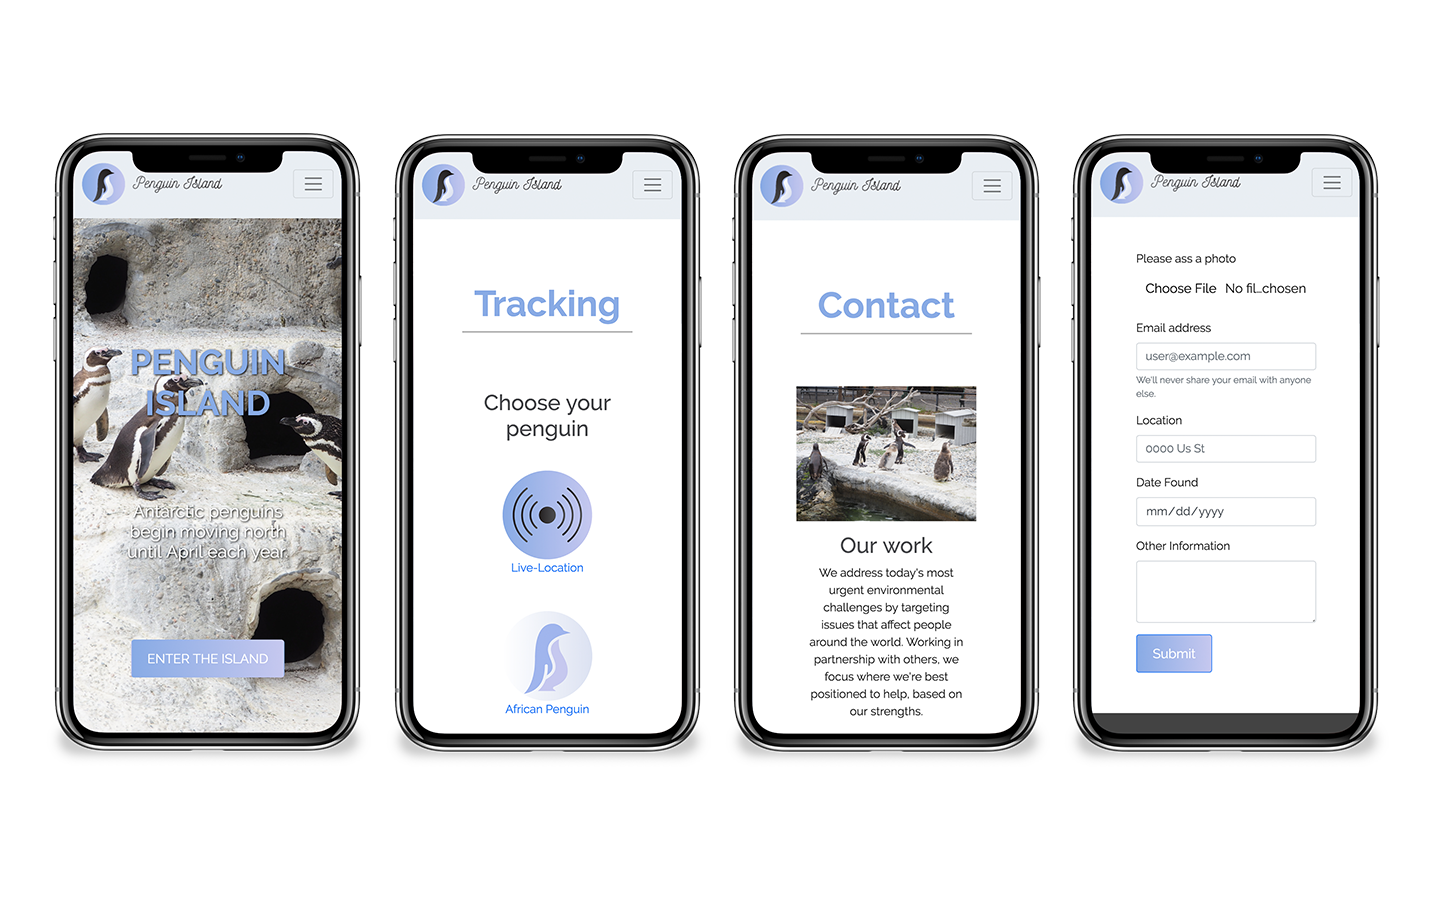 Penguin Island
PENGUIN
ISLAND
Antarctic penguins
begin moving north
until April each year.
ENTER THE ISLAND
Penguin Island
Tracking
Choose your
penguin
Live-Location
African Penguin
Penguin Island
Contact
Our work
We address today's most
urgent environmental
challenges by targeting
issues that affect people
around the world. Working in
partnership with others, we
focus where we're best
positioned to help, based on
our strengths.
Penguin Island
Please ass a photo
Choose File No fil...chosen
Email address
user@example.com
We'll never share your email with anyone
else.
Location
0000 Us St
Date Found
mm/dd/yyyy
Other Information
Submit